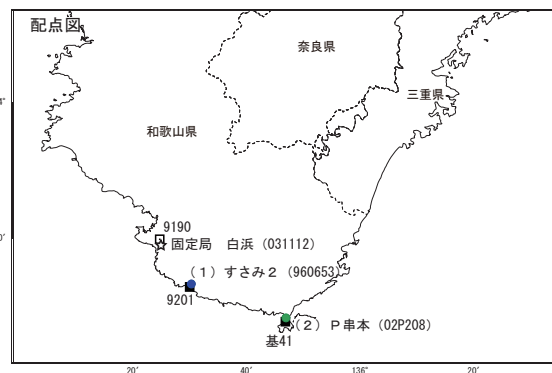 配点図
奈良県
4′
三重県
和歌山県
9190
0′
固定局 白浜（031112）
（1）すさみ2（960653）
9201
（2）P串本（02P208）
基41
20′
40′
136°
20′